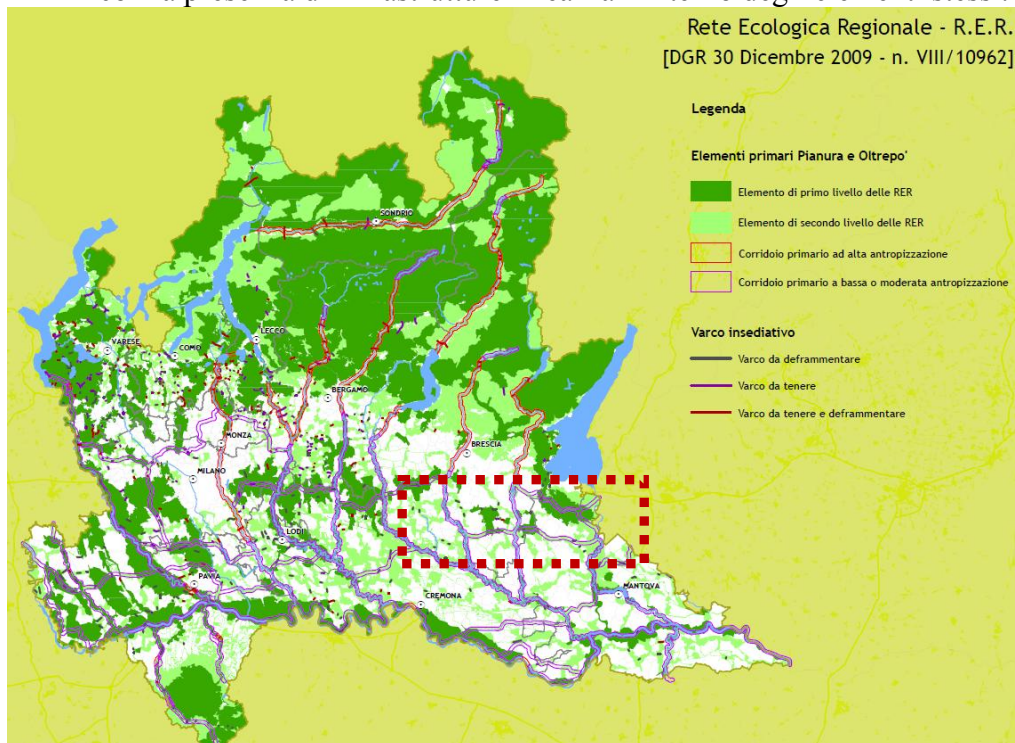 Rete Ecologica Regionale - R.E.R.
[DGR 30 Dicembre 2009 - n. VIII/10962]
Legenda
Elementi primari Pianura e Oltrepo'
Elemento di primo livello delle RER
Elemento di secondo livello delle RER
Corridoio primario ad alta antropizzazione
Corridoio primario a bassa o moderata antropizzazione
Varco insediativo
Varco da deframmentare
Varco da tenere
Varco da tenere e deframmentare
SONDRIO
LECCO
VARESE
COMO
BERGAMO
MONZA
BRESCIA
MILANO
LODI
PAVIA
CREMONA
MANTOVA